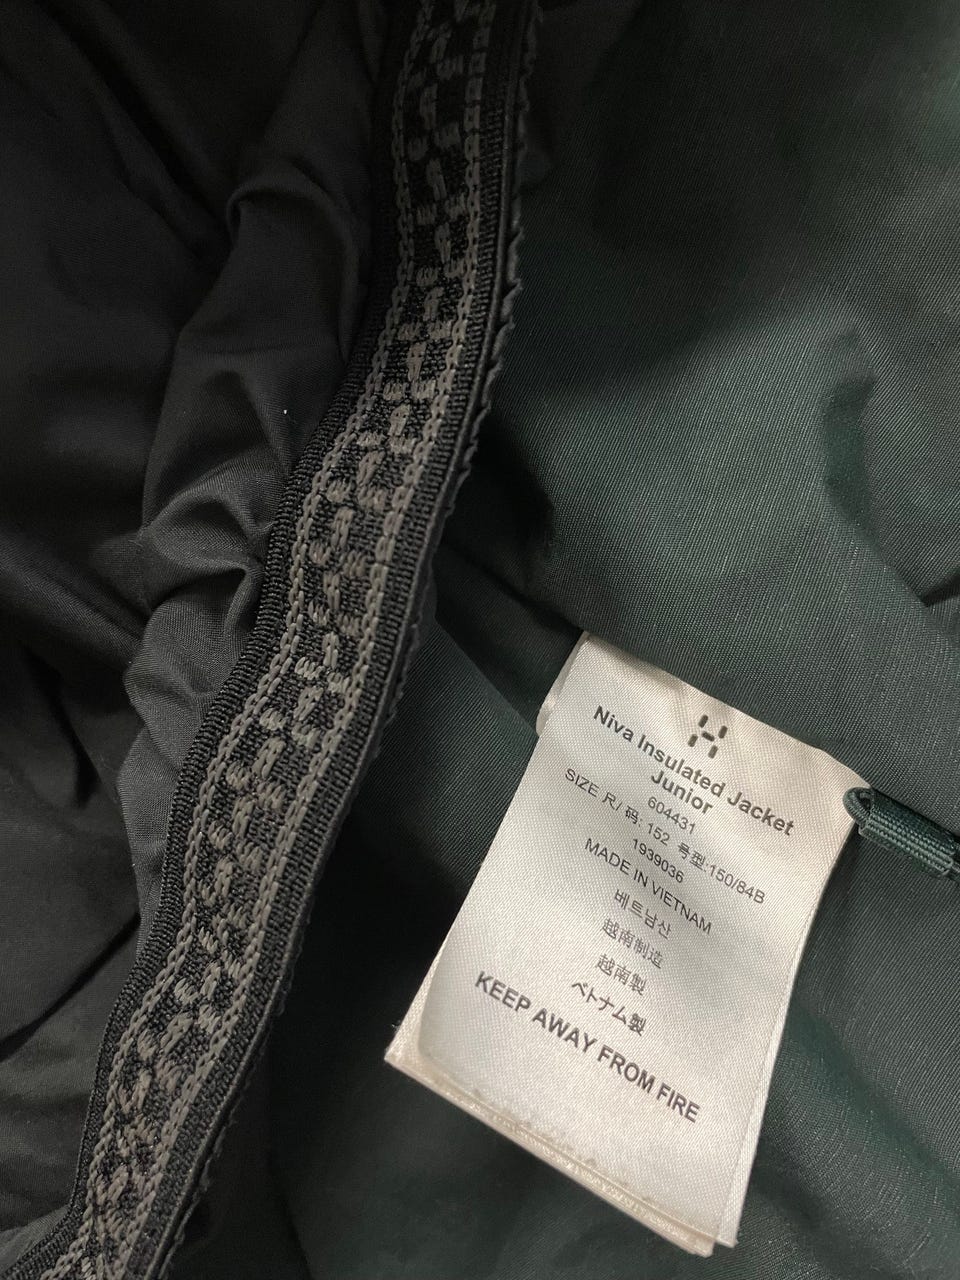 Niva Insulated Jacket
Junior
604431
SIZE 尺/码: 152 号型:150/84B
1939036
MADE IN VIETNAM
베트남산
越南制造
越南製
ベトナム製
KEEP AWAY FROM FIRE